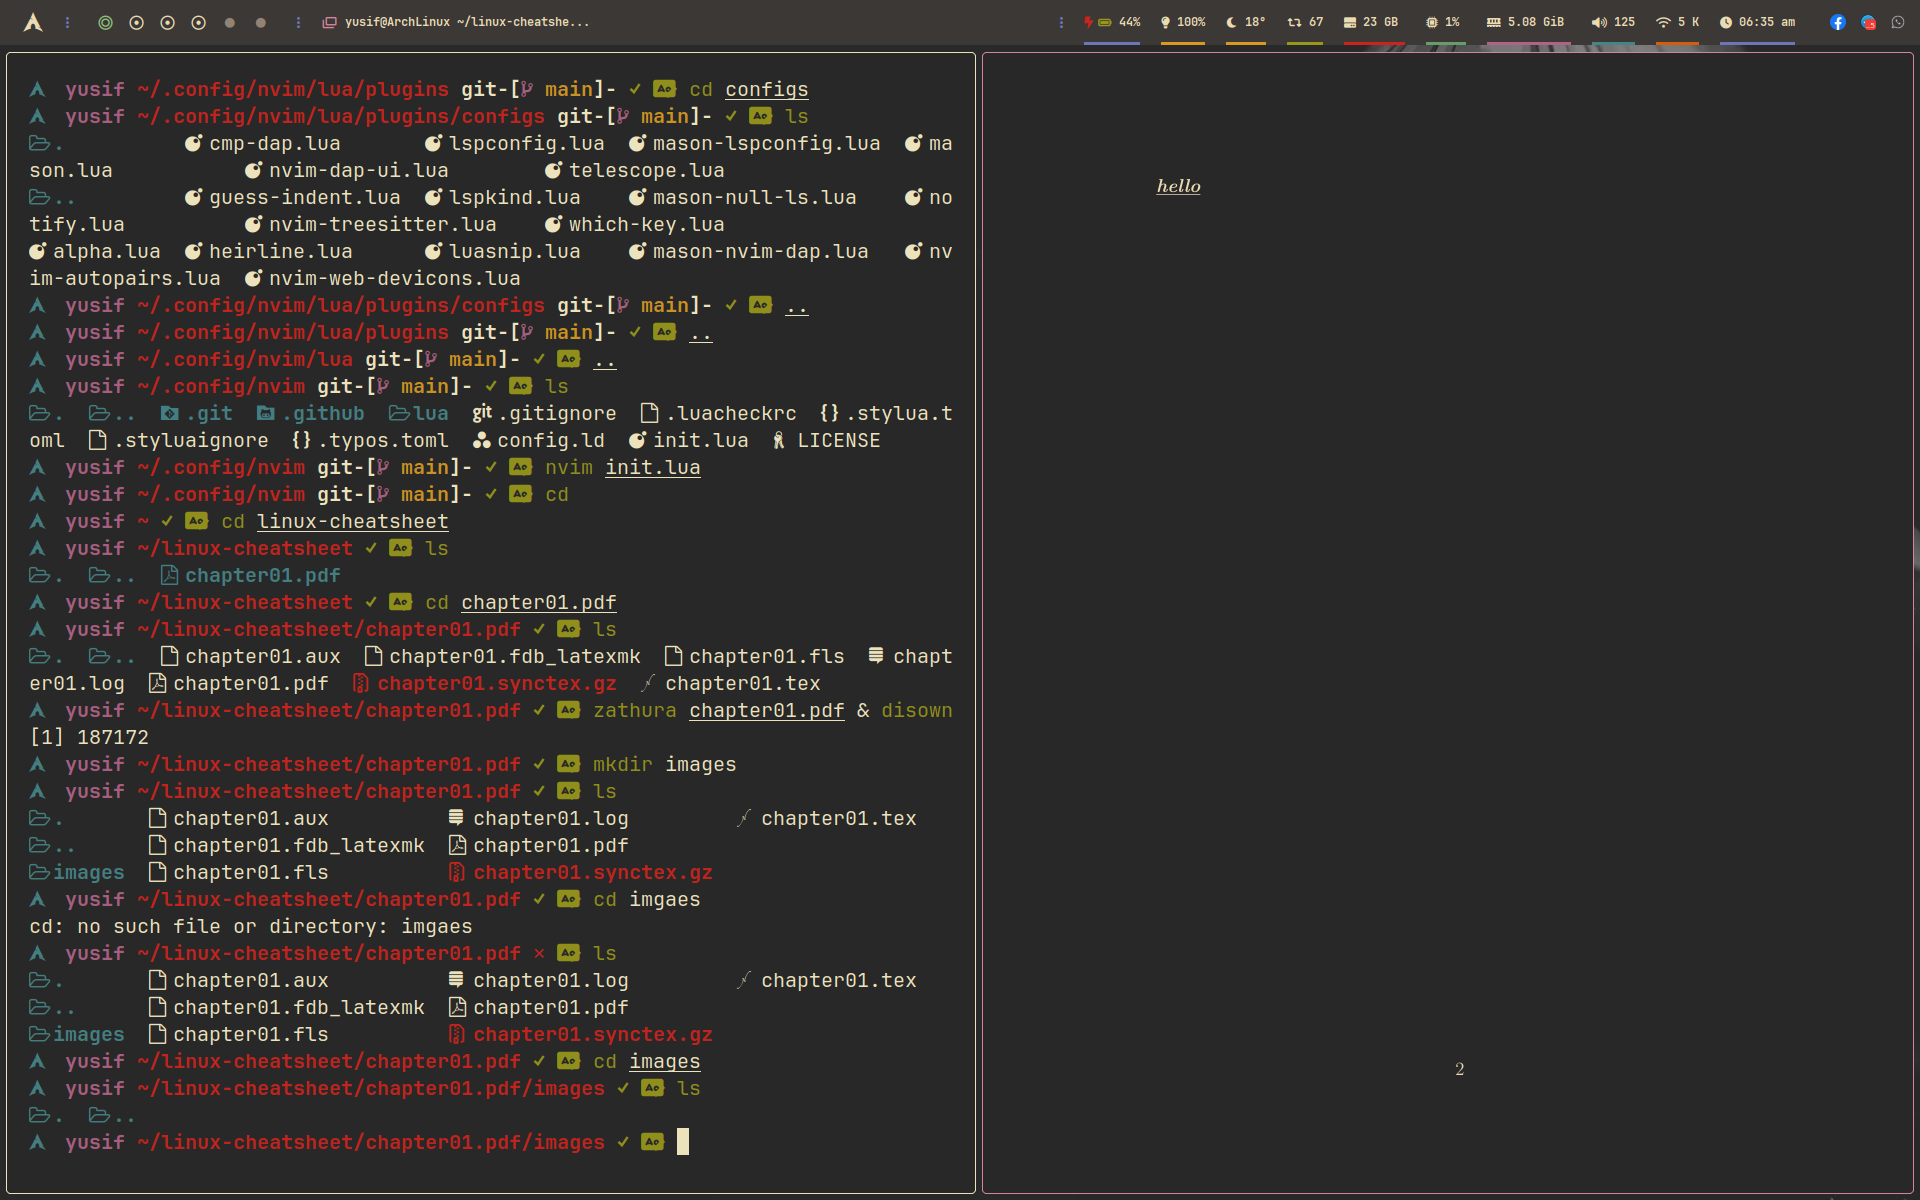 yusif@ArchLinux ~/linux-cheatshe...
44% 100% 18° 67 23 GB 1% 5.08 GiB 125 5 K 06:35 am
yusif ~/.config/nvim/lua/plugins git-[ main]- cd configs
yusif ~/.config/nvim/lua/plugins/configs git-[ main]- ls
. cmp-dap.lua lspconfig.lua mason-lspconfig.lua ma
son.lua nvim-dap-ui.lua telescope.lua
.. guess-indent.lua lspkind.lua mason-null-ls.lua no
tify.lua nvim-treesitter.lua which-key.lua
alpha.lua heirline.lua luasnip.lua mason-nvim-dap.lua nv
im-autopairs.lua nvim-web-devicons.lua
yusif ~/.config/nvim/lua/plugins/configs git-[ main]- ..
yusif ~/.config/nvim/lua/plugins git-[ main]- ..
yusif ~/.config/nvim/lua git-[ main]- ..
yusif ~/.config/nvim git-[ main]- ls
. .. .git .github lua git .gitignore .luacheckrc {} .stylua.t
oml .styluaignore {} .typos.toml config.ld init.lua LICENSE
yusif ~/.config/nvim git-[ main]- nvim init.lua
yusif ~/.config/nvim git-[ main]- cd
yusif ~ cd linux-cheatsheet
yusif ~/linux-cheatsheet ls
. .. chapter01.pdf
yusif ~/linux-cheatsheet cd chapter01.pdf
yusif ~/linux-cheatsheet/chapter01.pdf ls
. .. chapter01.aux chapter01.fdb_latexmk chapter01.fls chapt
er01.log chapter01.pdf chapter01.synctex.gz chapter01.tex
yusif ~/linux-cheatsheet/chapter01.pdf zathura chapter01.pdf & disown
[1] 187172
yusif ~/linux-cheatsheet/chapter01.pdf mkdir images
yusif ~/linux-cheatsheet/chapter01.pdf ls
. chapter01.aux chapter01.log chapter01.tex
.. chapter01.fdb_latexmk chapter01.pdf
images chapter01.fls chapter01.synctex.gz
yusif ~/linux-cheatsheet/chapter01.pdf cd imgaes
cd: no such file or directory: imgaes
yusif ~/linux-cheatsheet/chapter01.pdf ls
. chapter01.aux chapter01.log chapter01.tex
.. chapter01.fdb_latexmk chapter01.pdf
images chapter01.fls chapter01.synctex.gz
yusif ~/linux-cheatsheet/chapter01.pdf cd images
yusif ~/linux-cheatsheet/chapter01.pdf/images ls
. ..
yusif ~/linux-cheatsheet/chapter01.pdf/images
hello
2